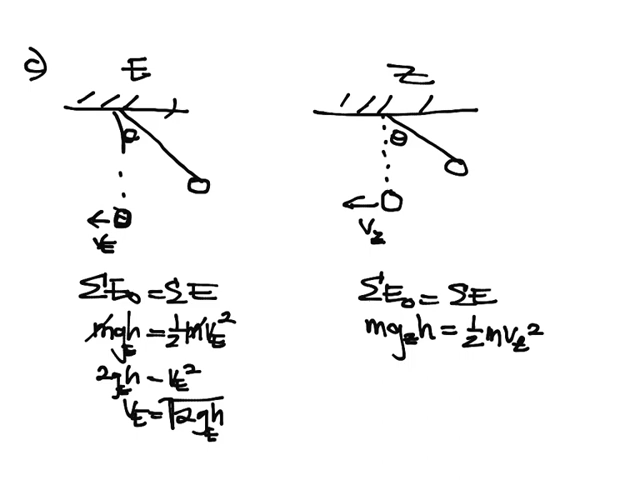 c)
E
Z
θ
θ
V_E
V_z
ΣE₀ = ΣE
mg_E h = ½ m V_E²
2g_E h = V_E²
V_E = √(2g_E h)
ΣE₀ = ΣE
mg_z h = ½ m V_z²